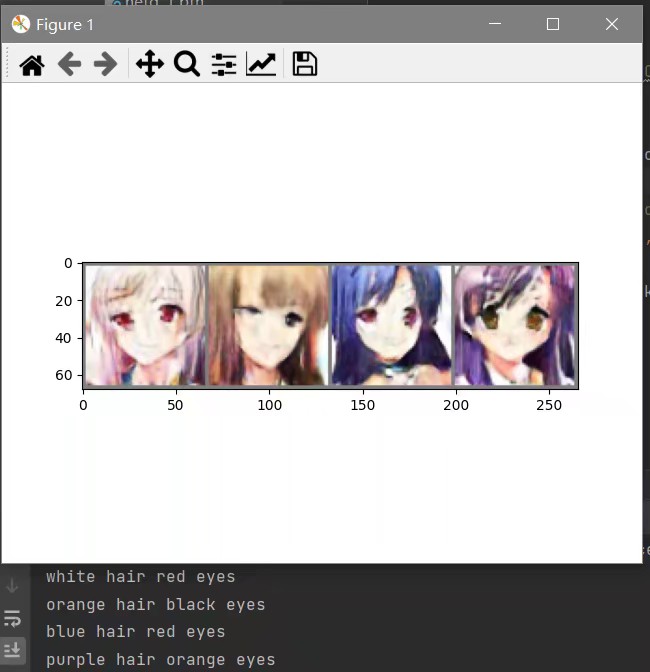 Figure 1
0
20
40
60
0 50 100 150 200 250
white hair red eyes
orange hair black eyes
blue hair red eyes
purple hair orange eyes